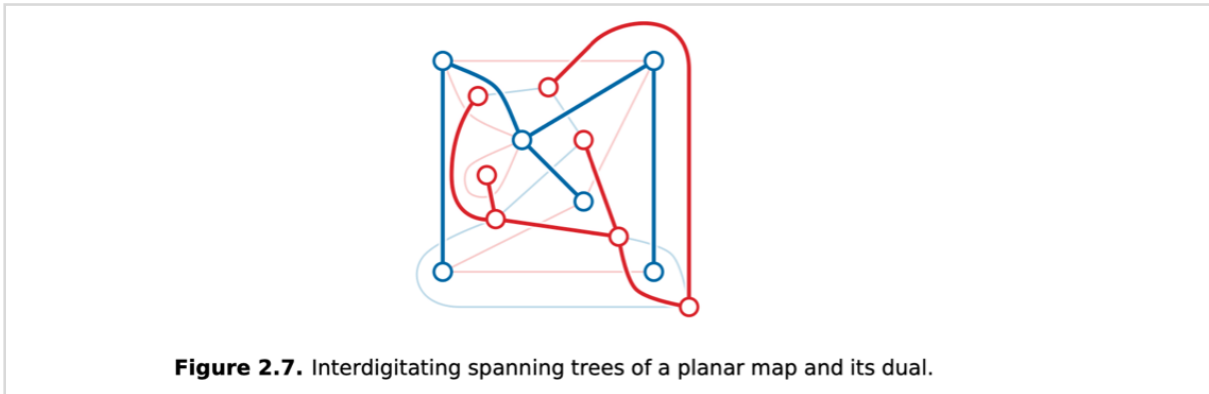 Figure 2.7. Interdigitating spanning trees of a planar map and its dual.